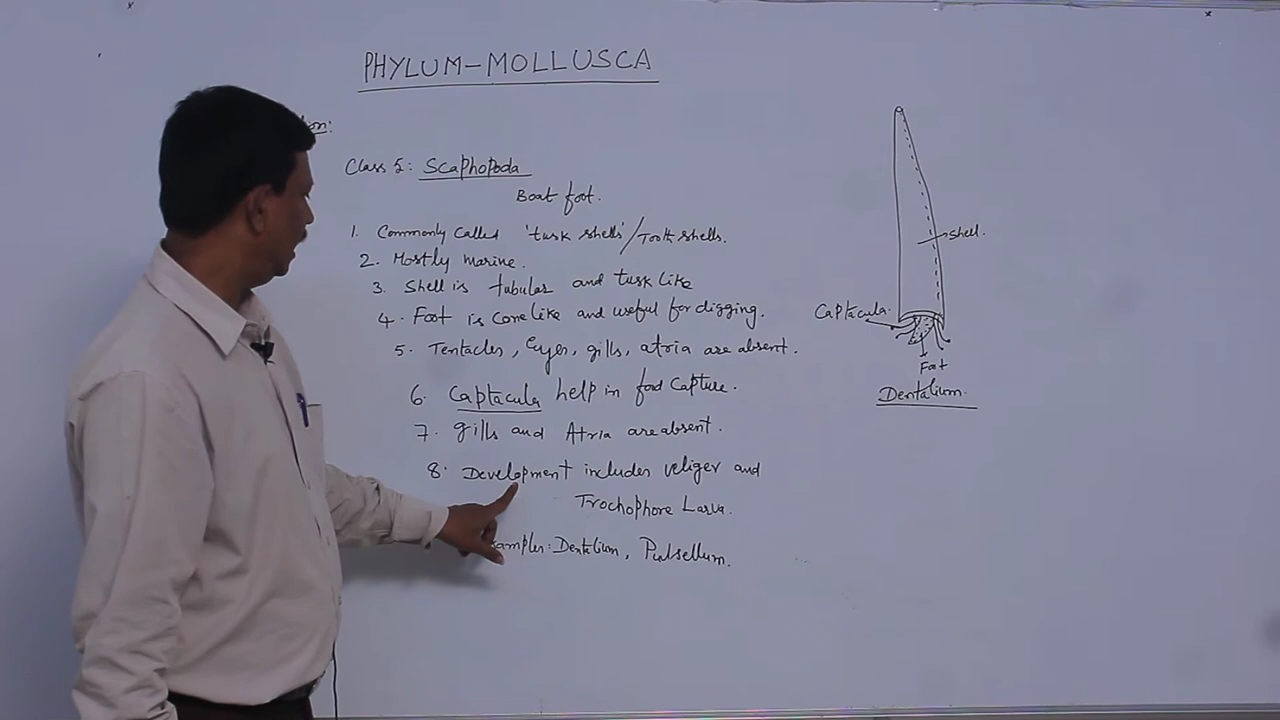 PHYLUM-MOLLUSCA
Class 5: Scaphopoda
Boat foot.
1. Commonly called 'tusk shells' / Tooth shells.
2. Mostly marine.
3. Shell is tubular and tusk like
4. Foot is Conelike and useful for digging.
5. Tentacles, Eyes, gills, atria are absent.
6. Captacula help in food Capture.
7. gills and Atria are absent.
8. Development includes veliger and
Trochophore Larva.
Dentalium, Pulsellum.
Shell.
Captacula.
Foot
Dentalium.